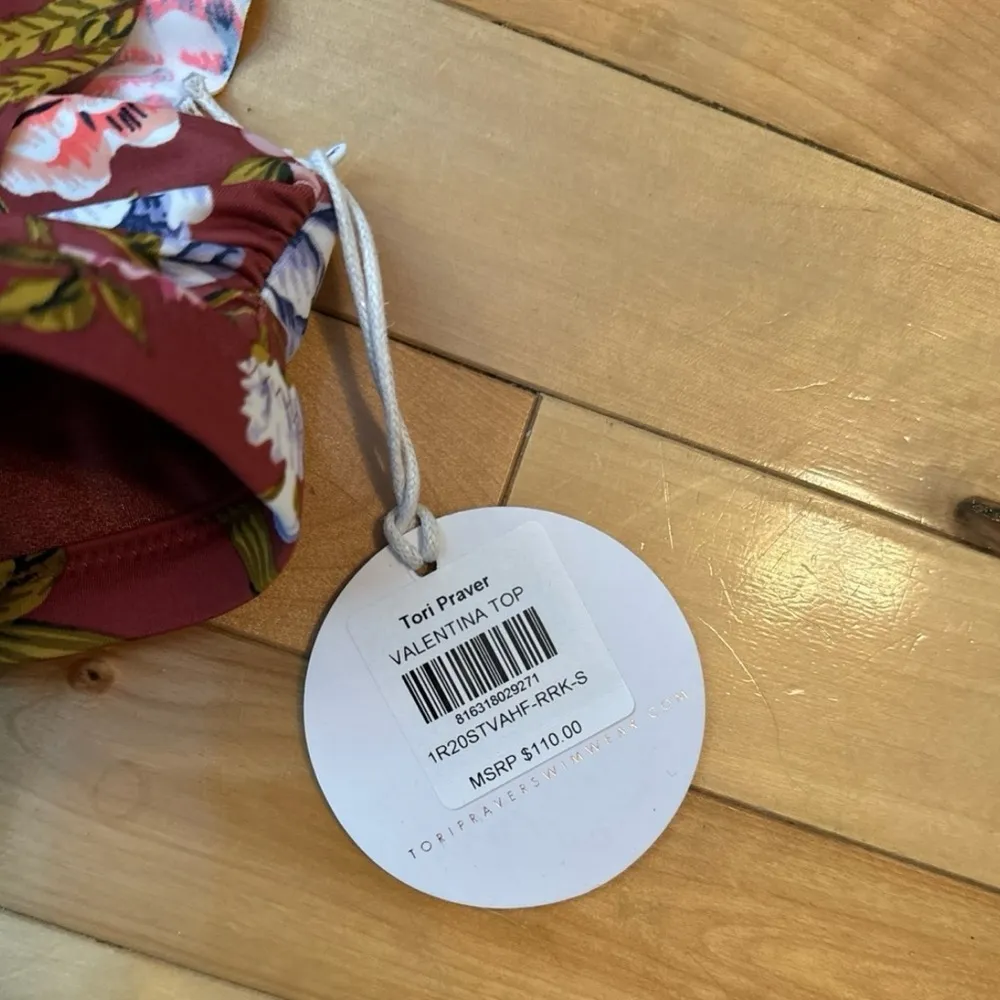 Tori Praver
VALENTINA TOP
816318029271
1R20STVAHF-RRK-S
MSRP $110.00
TORIPRAVERSWIMWEAR.COM